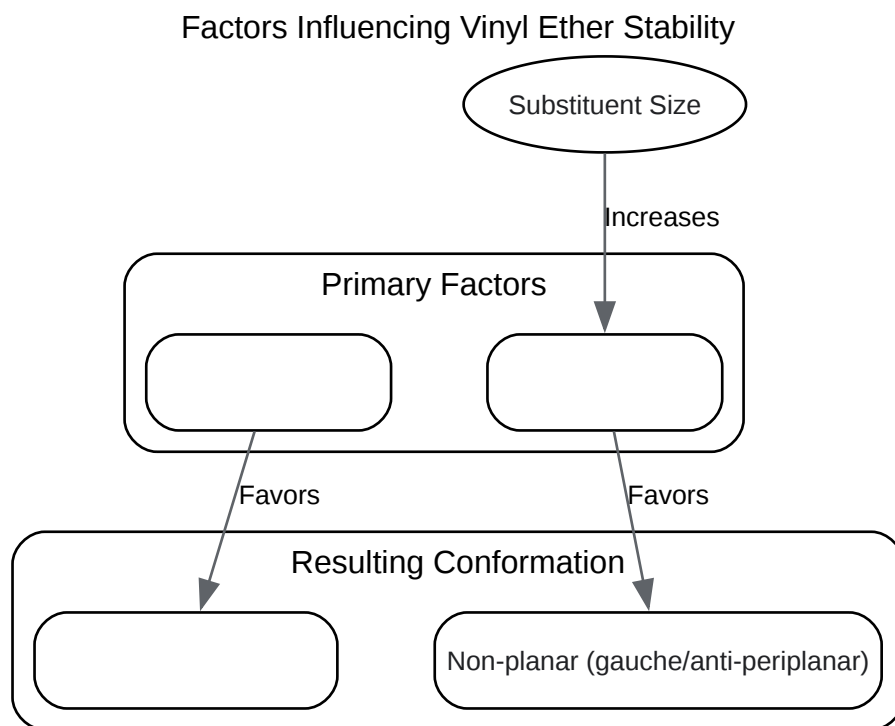 Factors Influencing Vinyl Ether Stability
Substituent Size
Increases
Primary Factors
Favors
Favors
Resulting Conformation
Non-planar (gauche/anti-periplanar)